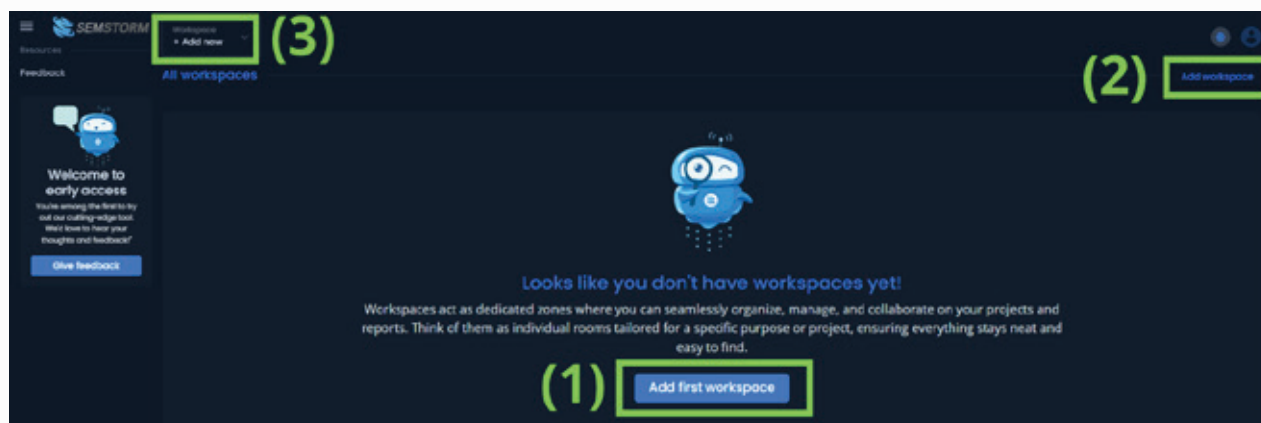 SEMSTORM
Workspace
+ Add new
(3)
Resources
Feedback
All workspaces
(2)
Add workspace
Welcome to
early access
You're among the first to try
out our cutting-edge tool.
We'd love to hear your
thoughts and feedback!"
Give feedback
Looks like you don't have workspaces yet!
Workspaces act as dedicated zones where you can seamlessly organize, manage, and collaborate on your projects and
reports. Think of them as individual rooms tailored for a specific purpose or project, ensuring everything stays neat and
easy to find.
(1)
Add first workspace